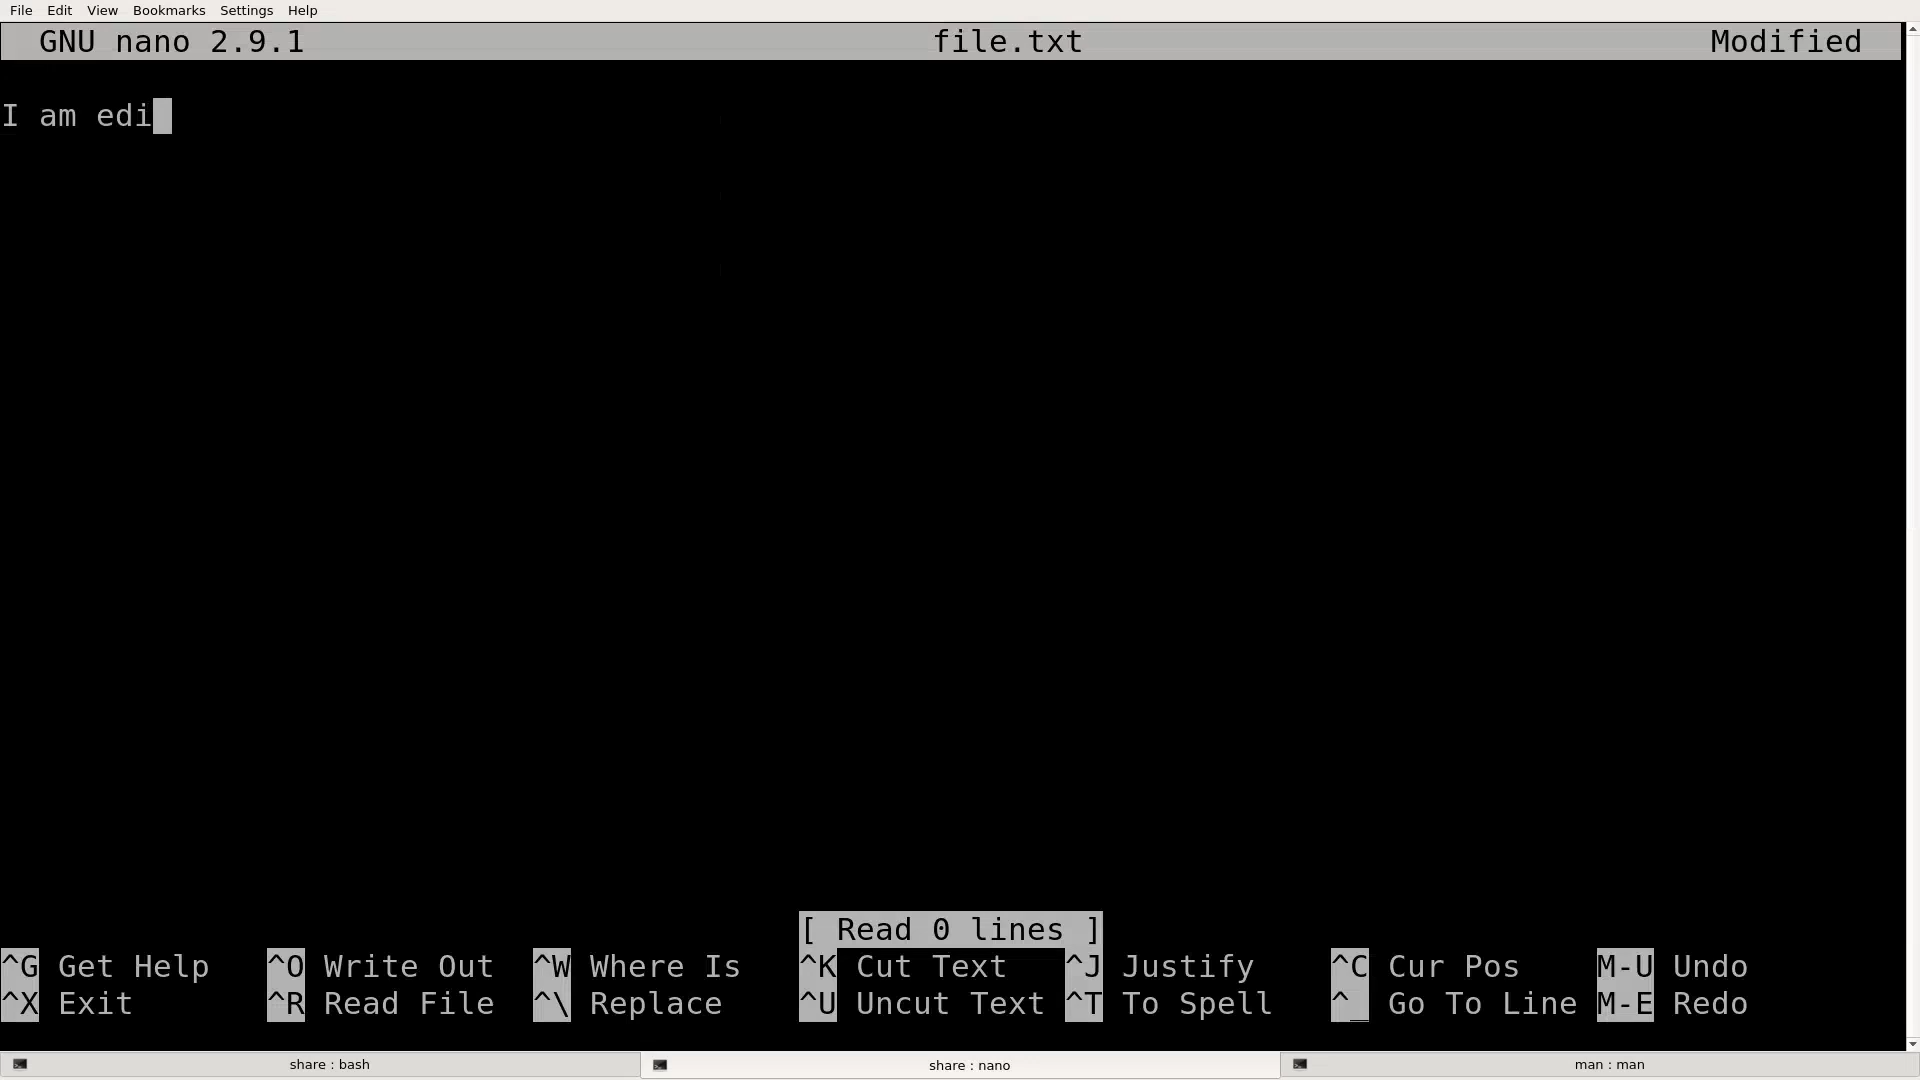 File Edit View Bookmarks Settings Help
GNU nano 2.9.1 file.txt Modified
I am edi
[ Read 0 lines ]
^G Get Help ^O Write Out ^W Where Is ^K Cut Text ^J Justify ^C Cur Pos M-U Undo
^X Exit ^R Read File ^\ Replace ^U Uncut Text ^T To Spell ^_ Go To Line M-E Redo
share : bash share : nano man : man